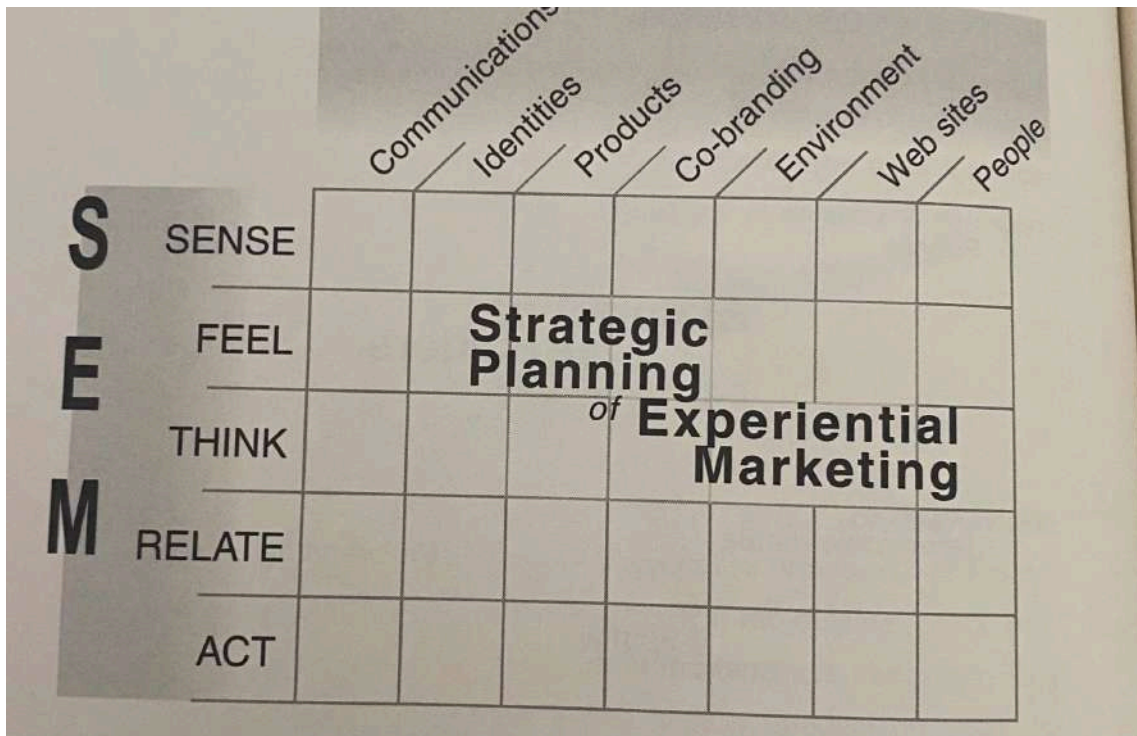 Communications
Identities
Products
Co-branding
Environment
Web sites
People
S
SENSE
FEEL
E
THINK
M
RELATE
ACT
Strategic
Planning
of Experiential
Marketing